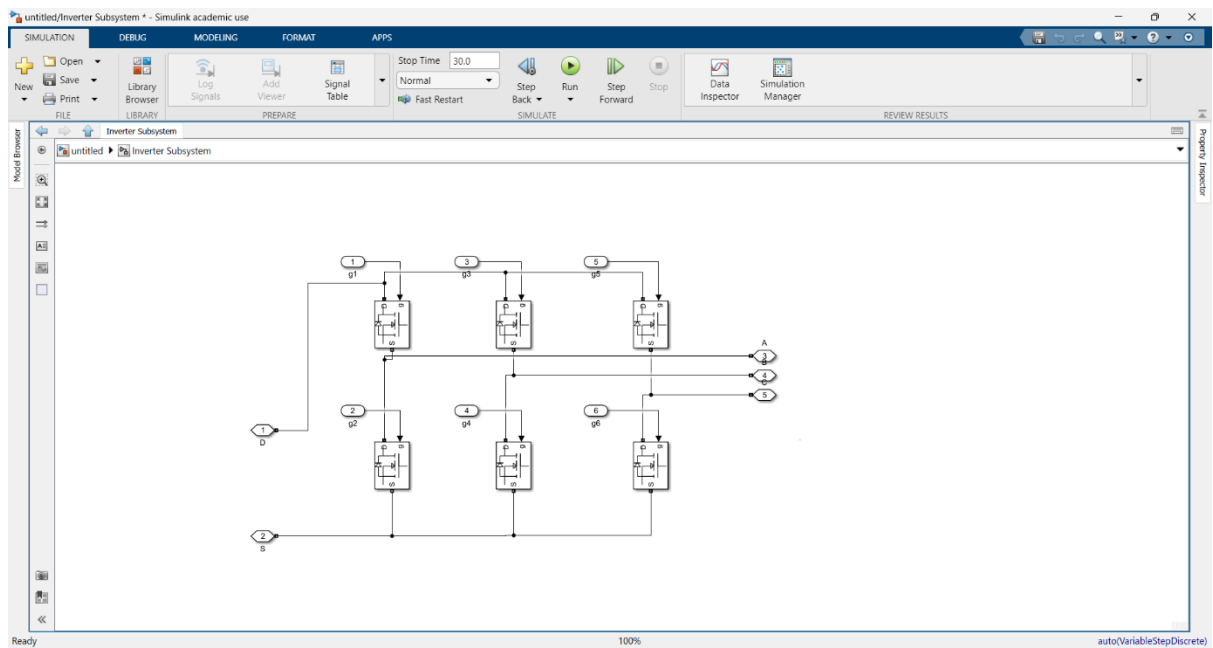 untitled/Inverter Subsystem * - Simulink academic use
SIMULATION DEBUG MODELING FORMAT APPS
New
Open
Save
Print
FILE
Library Browser
LIBRARY
Log Signals
Add Viewer
Signal Table
PREPARE
Stop Time 30.0
Normal
Fast Restart
Step Back
Run
Step Forward
Stop
SIMULATE
Data Inspector
Simulation Manager
REVIEW RESULTS
Model Browser
Property Inspector
Inverter Subsystem
untitled Inverter Subsystem
1
g1
3
g3
5
g5
D g
S
D g
S
D g
S
A
3
B
4
C
5
2
g2
4
g4
6
g6
1
D
D g
S
D g
S
D g
S
2
S
Ready
100%
auto(VariableStepDiscrete)